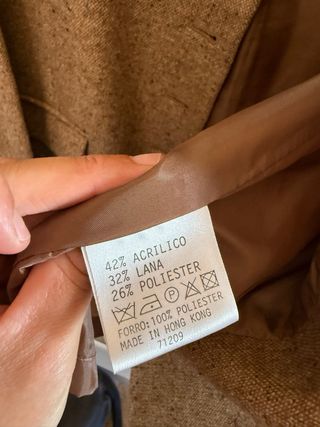 42% ACRILICO
32% LANA
26% POLIESTER
FORRO: 100% POLIESTER
MADE IN HONG KONG
71209